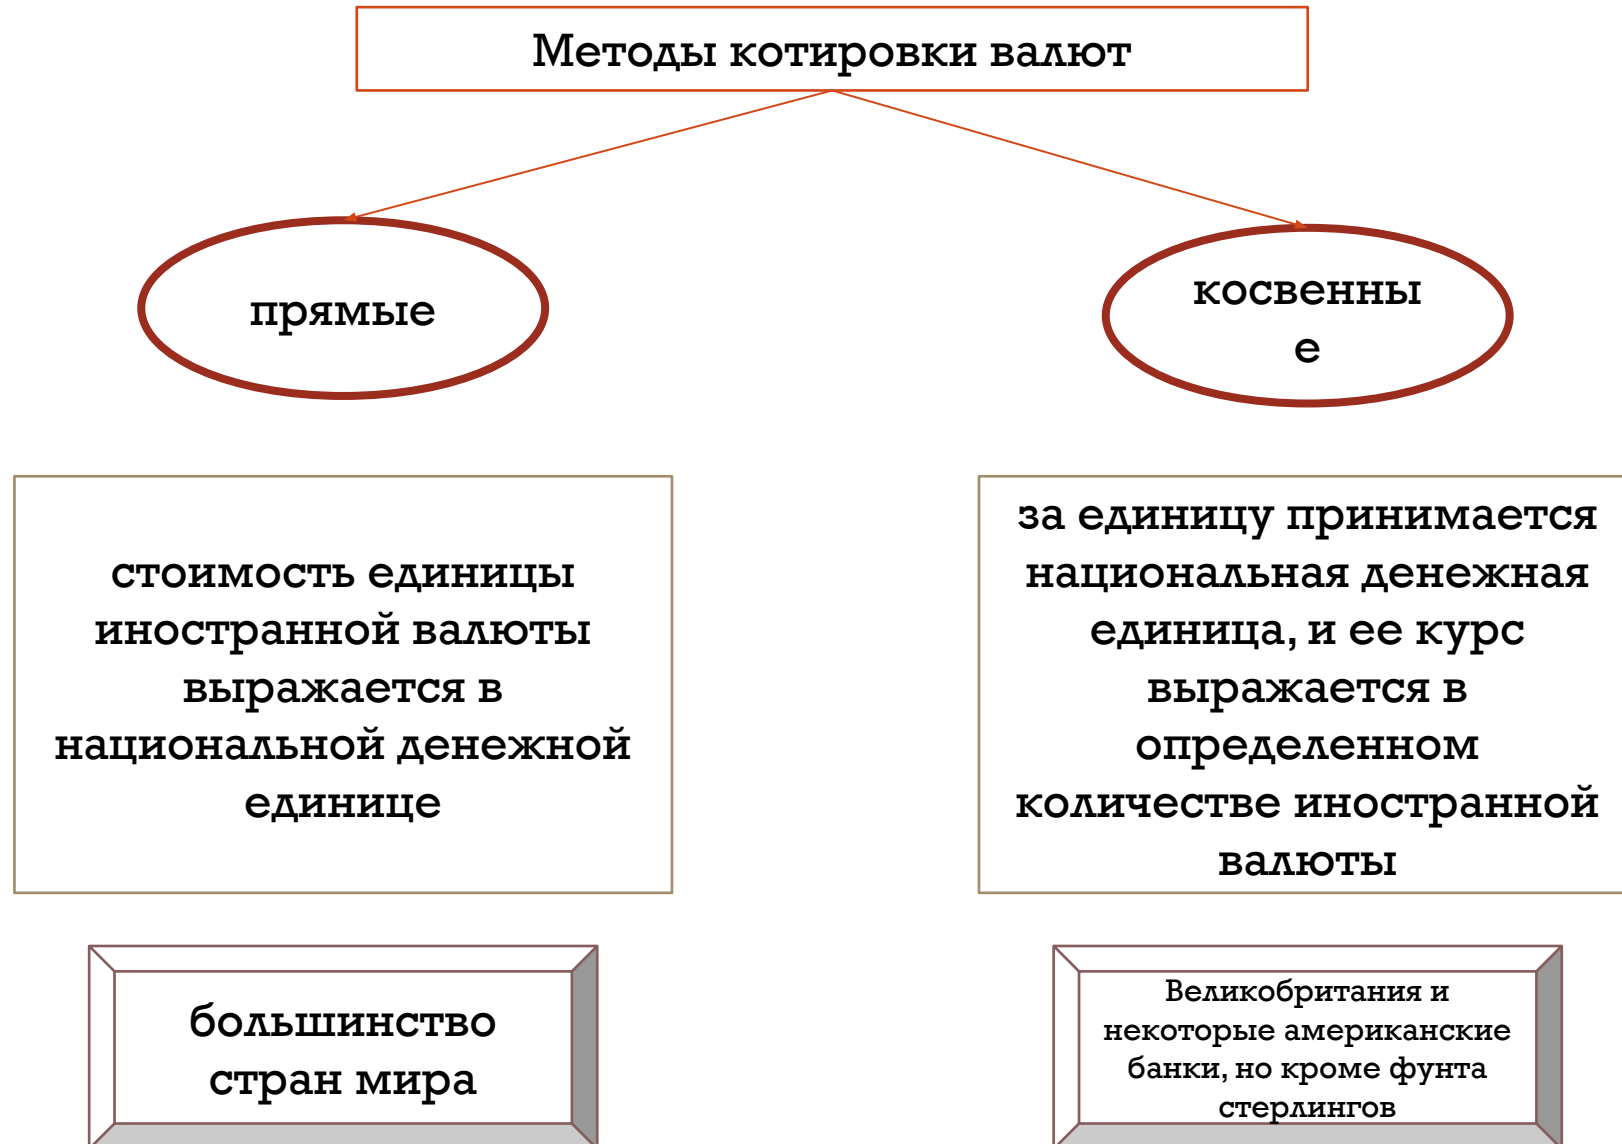 Методы котировки валют
прямые
косвенны
е
стоимость единицы
иностранной валюты
выражается в
национальной денежной
единице
за единицу принимается
национальная денежная
единица, и ее курс
выражается в
определенном
количестве иностранной
валюты
большинство
стран мира
Великобритания и
некоторые американские
банки, но кроме фунта
стерлингов